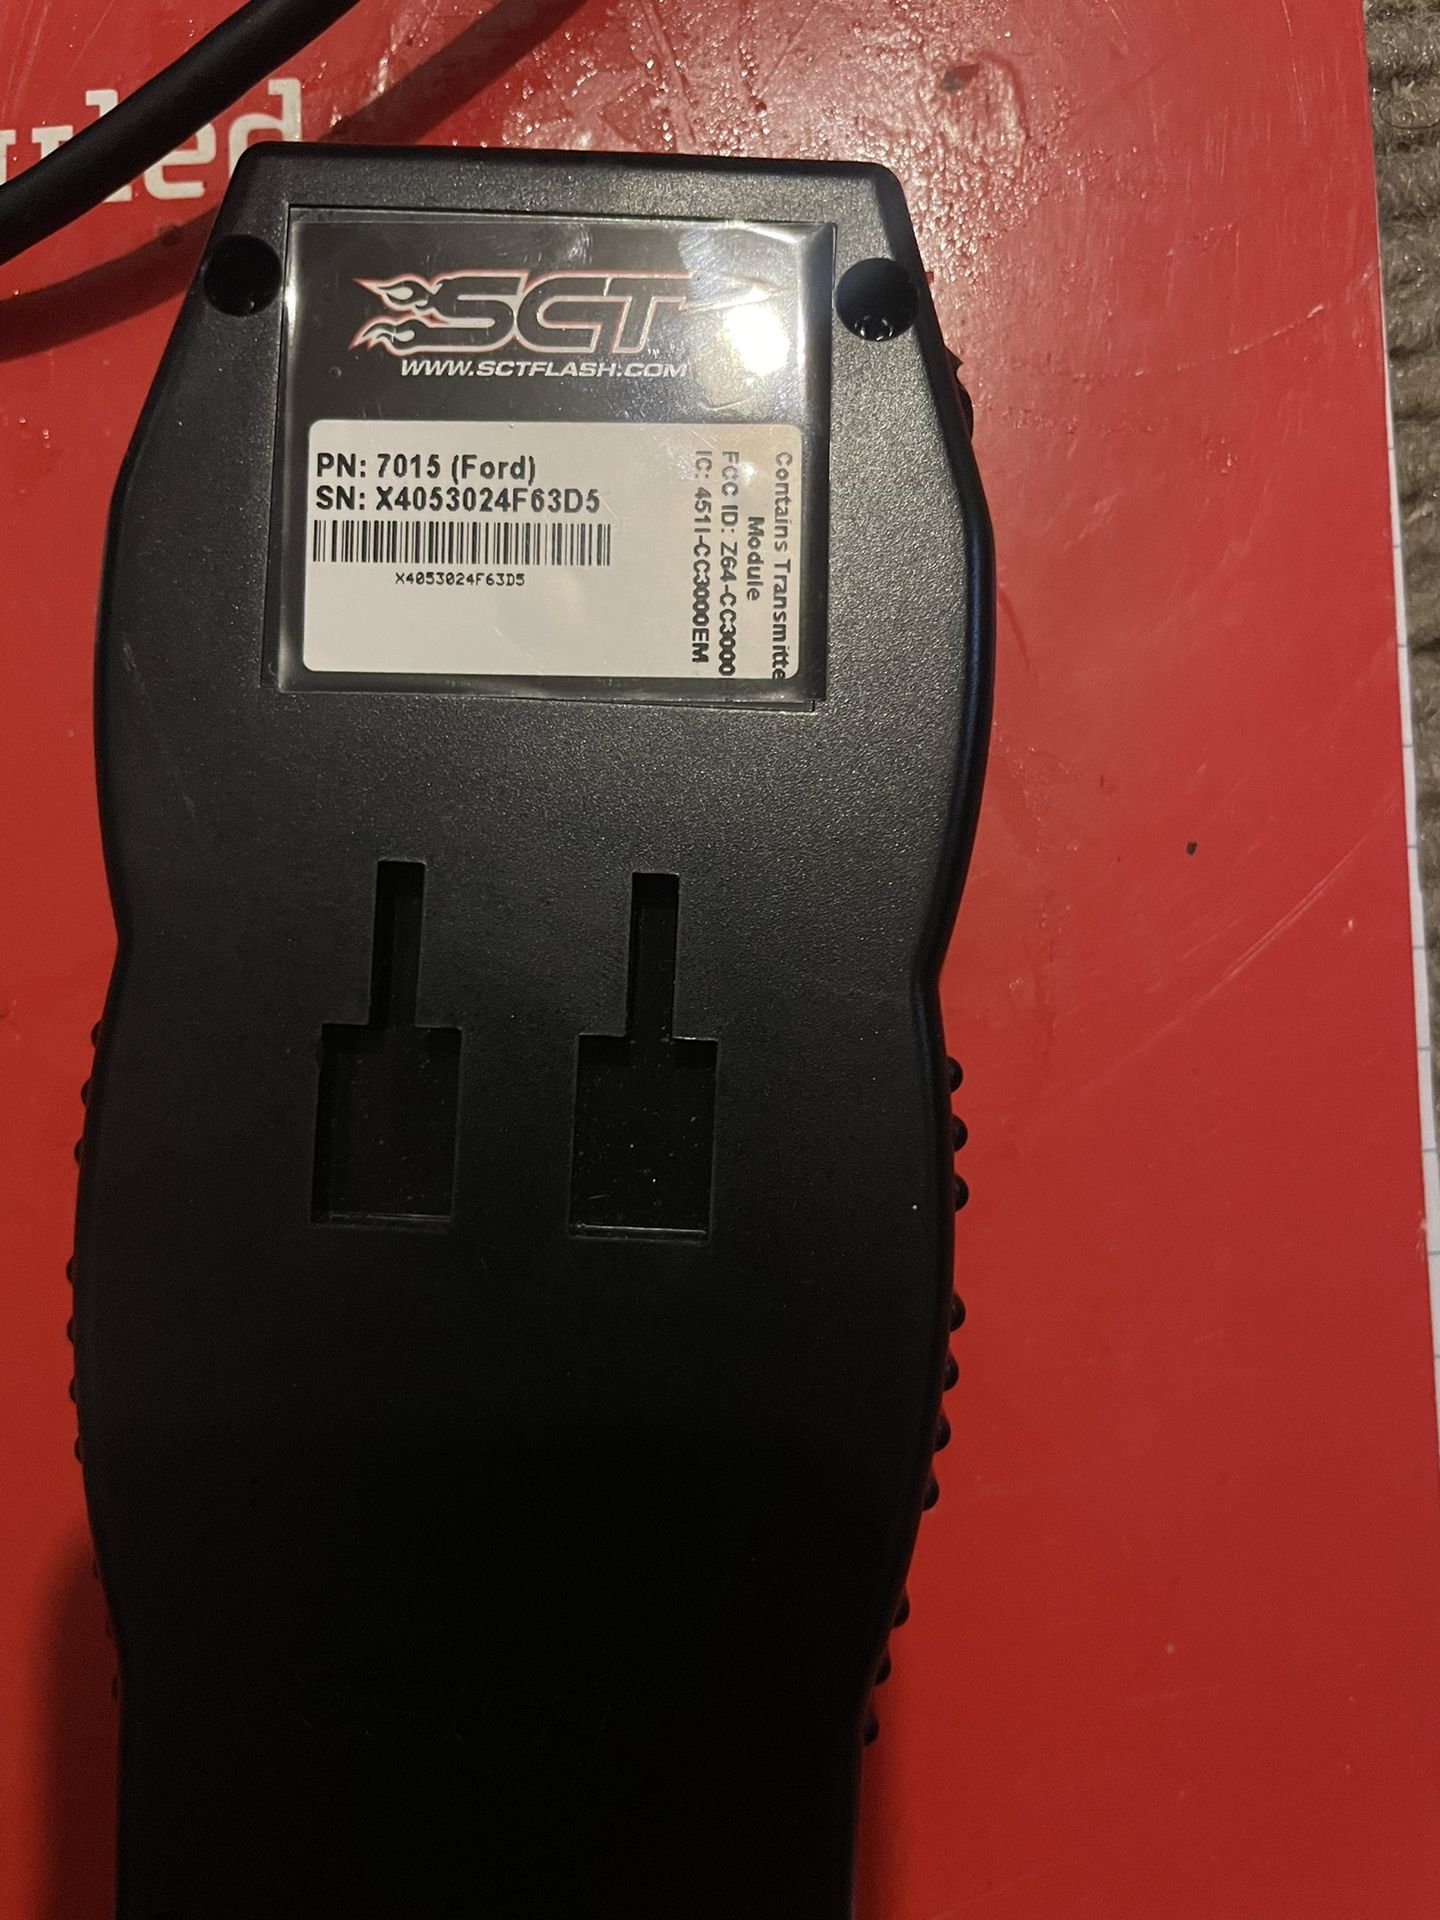 SCT
WWW.SCTFLASH.COM
PN: 7015 (Ford)
SN: X4053024F63D5
X4053024F63D5
Contains Transmitte
Module
FCC ID: Z64-CC3000
IC: 451I-CC3000EM